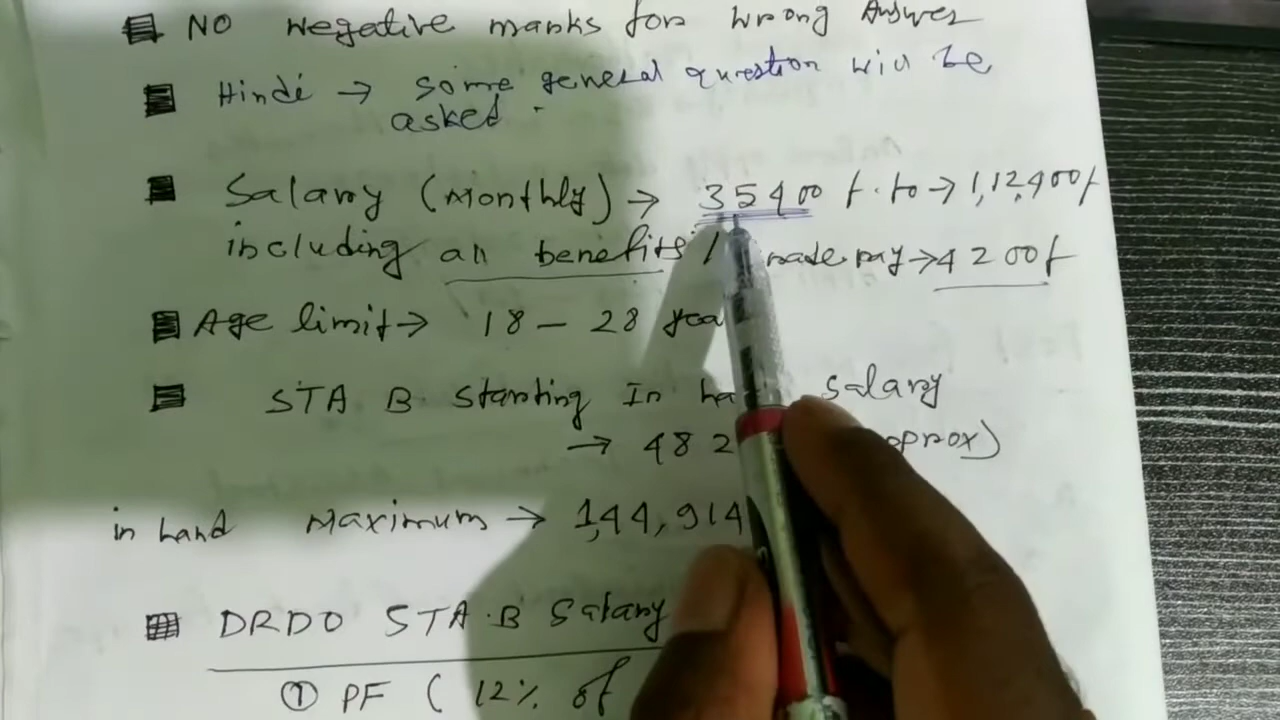 NO negative marks for wrong Answer
Hindi → some general question will be
asked.
Salary (Monthly) → 35400 /. to → 1,12,400/
including all benefits / pay → 4200/
Age limit → 18 - 28
STA B Starting In salary
→ 482
in hand Maximum → 1,44,914
DRDO STA.B Salary
① PF ( 12% of